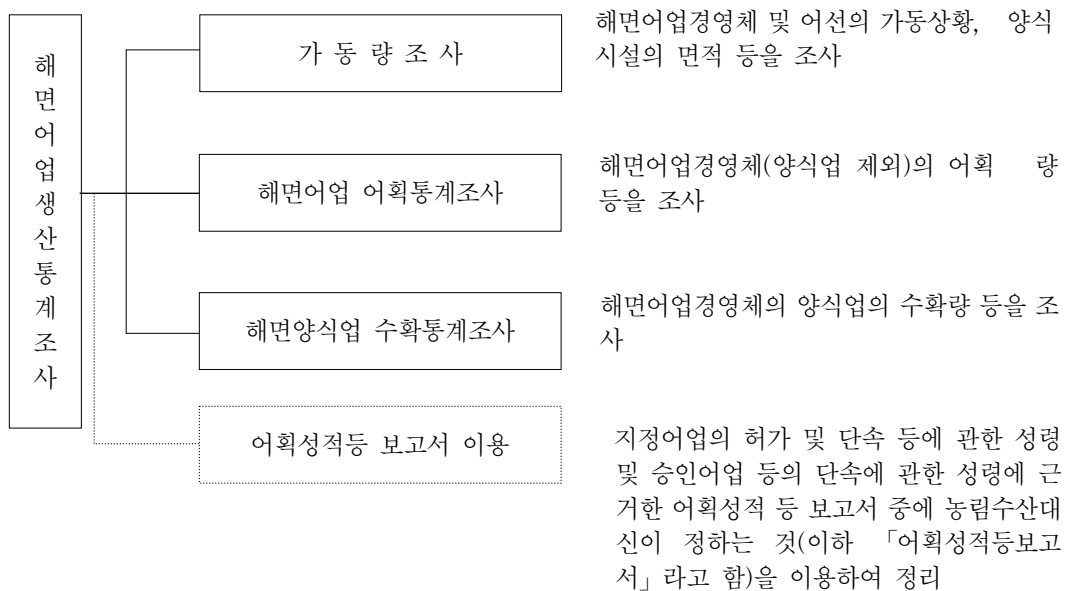 해면어업생산통계조사
가 동 량 조 사
해면어업경영체 및 어선의 가동상황, 양식
시설의 면적 등을 조사
해면어업 어획통계조사
해면어업경영체(양식업 제외)의 어획 량
등을 조사
해면양식업 수확통계조사
해면어업경영체의 양식업의 수확량 등을 조
사
어획성적등 보고서 이용
지정어업의 허가 및 단속 등에 관한 성령
및 승인어업 등의 단속에 관한 성령에 근
거한 어획성적 등 보고서 중에 농림수산대
신이 정하는 것(이하 「어획성적등보고
서」라고 함)을 이용하여 정리